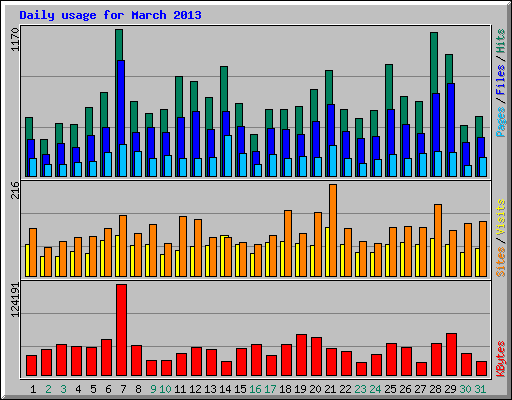 Daily usage for March 2013
1170
Pages / Files / Hits
216
Sites / Visits
124191
KBytes
1 2 3 4 5 6 7 8 9 10 11 12 13 14 15 16 17 18 19 20 21 22 23 24 25 26 27 28 29 30 31